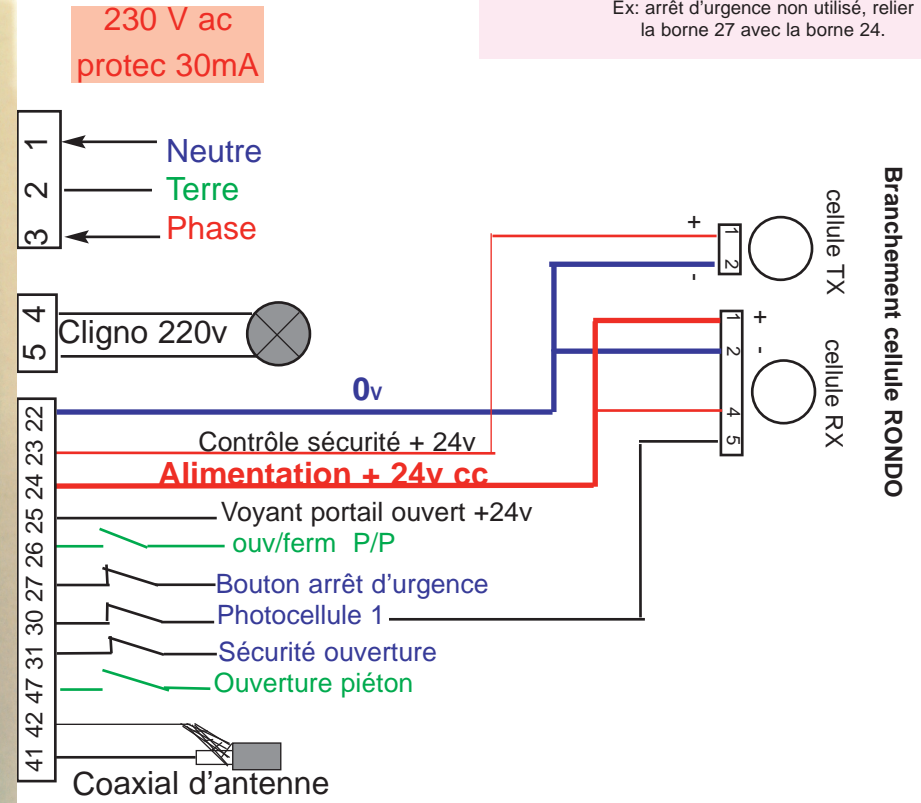 230 V ac
protec 30mA
Ex: arrêt d'urgence non utilisé, relier
la borne 27 avec la borne 24.
1
Neutre
2
Terre
3
Phase
4
5
Cligno 220v
22
0v
23
Contrôle sécurité + 24v
24
Alimentation + 24v cc
25
Voyant portail ouvert +24v
26
ouv/ferm P/P
27
Bouton arrêt d'urgence
30
Photocellule 1
31
Sécurité ouverture
47
Ouverture piéton
42
41
Coaxial d'antenne
+
1
2
-
cellule TX
1
+
2
-
4
5
cellule RX
Branchement cellule RONDO